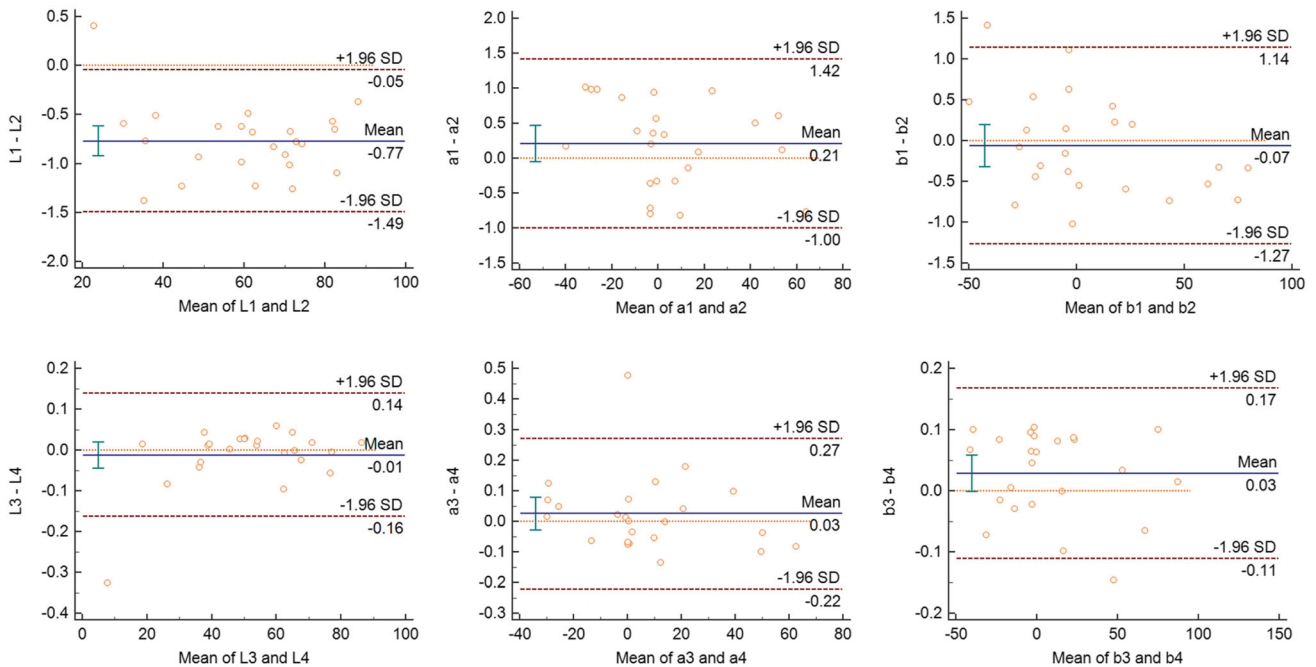 0.5
0.0
-0.5
-1.0
-1.5
-2.0
L1 - L2
+1.96 SD
-0.05
Mean
-0.77
-1.96 SD
-1.49
20 40 60 80 100
Mean of L1 and L2
2.0
1.5
1.0
0.5
0.0
-0.5
-1.0
-1.5
a1 - a2
+1.96 SD
1.42
Mean
0.21
-1.96 SD
-1.00
-60 -40 -20 0 20 40 60 80
Mean of a1 and a2
1.5
1.0
0.5
0.0
-0.5
-1.0
-1.5
b1 - b2
+1.96 SD
1.14
Mean
-0.07
-1.96 SD
-1.27
-50 0 50 100
Mean of b1 and b2
0.2
0.1
0.0
-0.1
-0.2
-0.3
-0.4
L3 - L4
+1.96 SD
0.14
Mean
-0.01
-1.96 SD
-0.16
0 20 40 60 80 100
Mean of L3 and L4
0.5
0.4
0.3
0.2
0.1
0.0
-0.1
-0.2
-0.3
a3 - a4
+1.96 SD
0.27
Mean
0.03
-1.96 SD
-0.22
-40 -20 0 20 40 60 80
Mean of a3 and a4
0.2
0.1
0.0
-0.1
-0.2
b3 - b4
+1.96 SD
0.17
Mean
0.03
-1.96 SD
-0.11
-50 0 50 100 150
Mean of b3 and b4